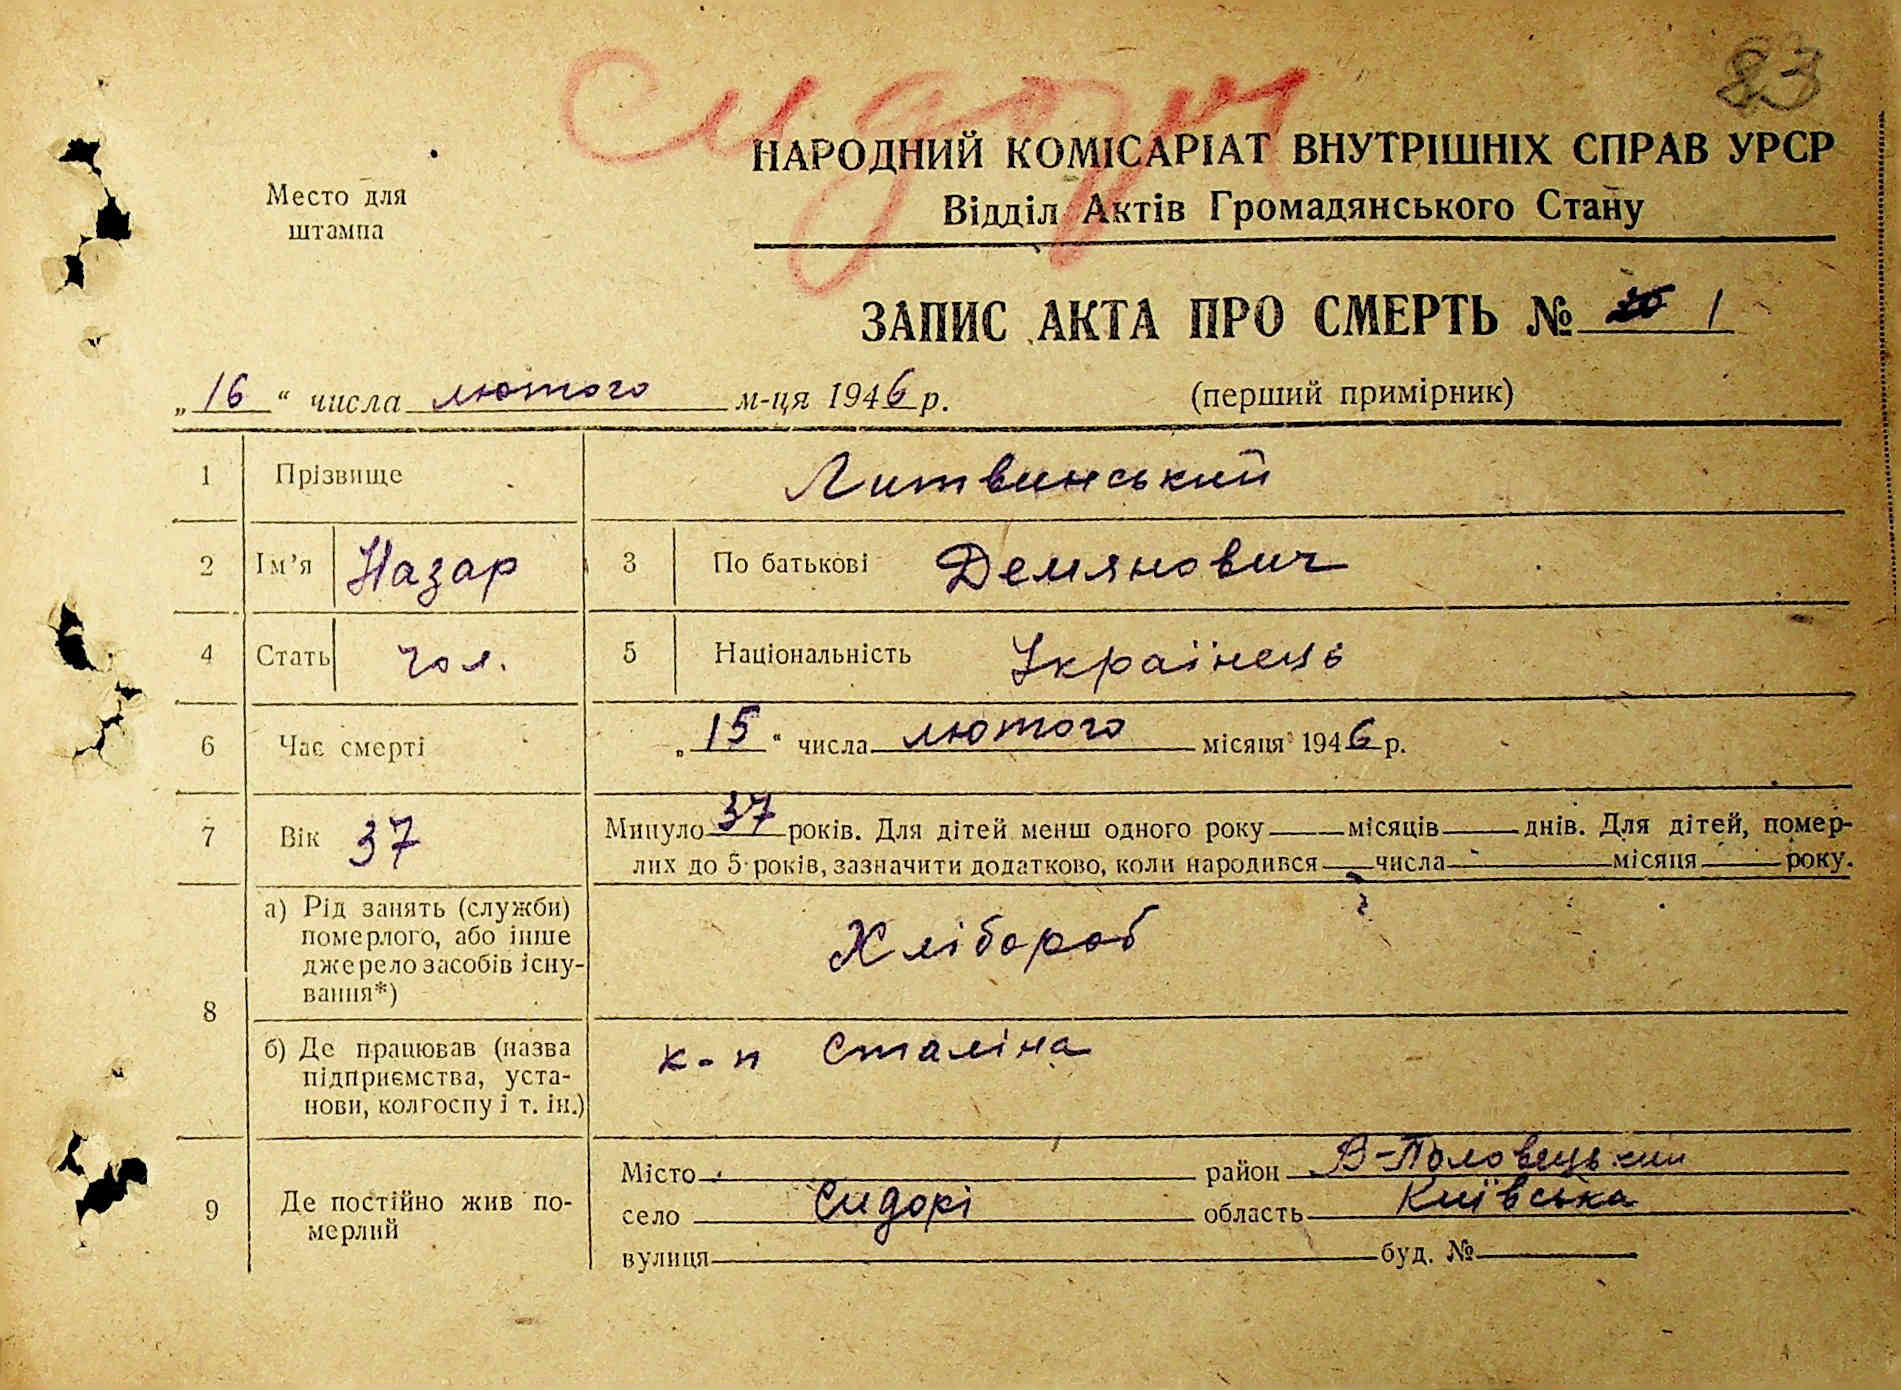 Сидори
83
НАРОДНИЙ КОМІСАРІАТ ВНУТРІШНІХ СПРАВ УРСР
Место для
штампа
Відділ Актів Громадянського Стану
ЗАПИС АКТА ПРО СМЕРТЬ № 1
„16“ числа лютого м-ця 1946 р.
(перший примірник)
1 Прізвище Литвинський
2 Ім’я Назар 3 По батькові Демянович
4 Стать чол. 5 Національність Українець
6 Час смерті „15“ числа лютого місяця 1946 р.
7 Вік 37 Минуло 37 років. Для дітей менш одного року місяців днів. Для дітей, помер-
лих до 5 років, зазначити додатково, коли народився числа місяця року.
8 а) Рід занять (служби)
померлого, або інше
джерело засобів існу-
вання*)
Хлібороб
б) Де працював (назва
підприємства, уста-
нови, колгоспу і т. ін.)
к-п Сталіна
9 Де постійно жив по-
мерлий
Місто район В-Половецький
село Сидорі область Київська
вулиця буд. №